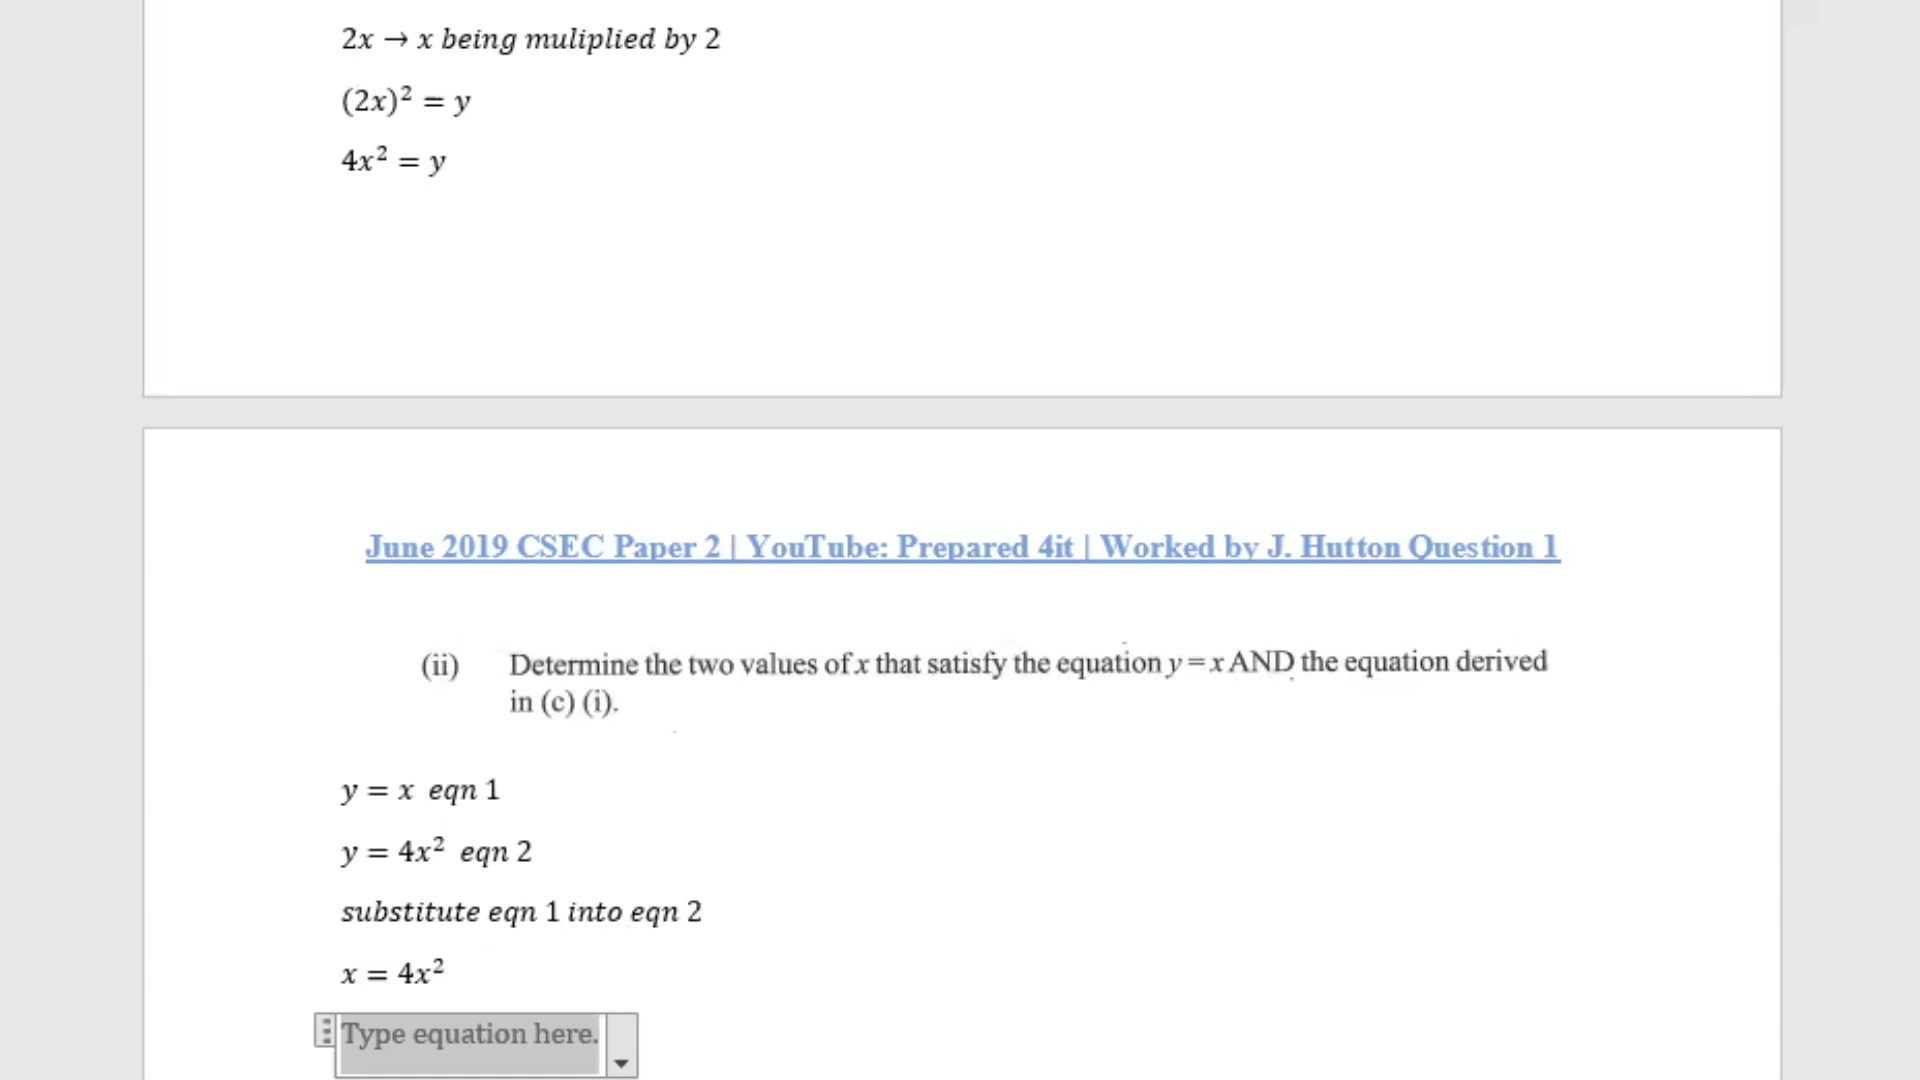 2x → x being muliplied by 2
(2x)² = y
4x² = y
June 2019 CSEC Paper 2 | YouTube: Prepared 4it | Worked by J. Hutton Question 1
(ii) Determine the two values of x that satisfy the equation y = x AND the equation derived
in (c) (i).
y = x eqn 1
y = 4x² eqn 2
substitute eqn 1 into eqn 2
x = 4x²
Type equation here.